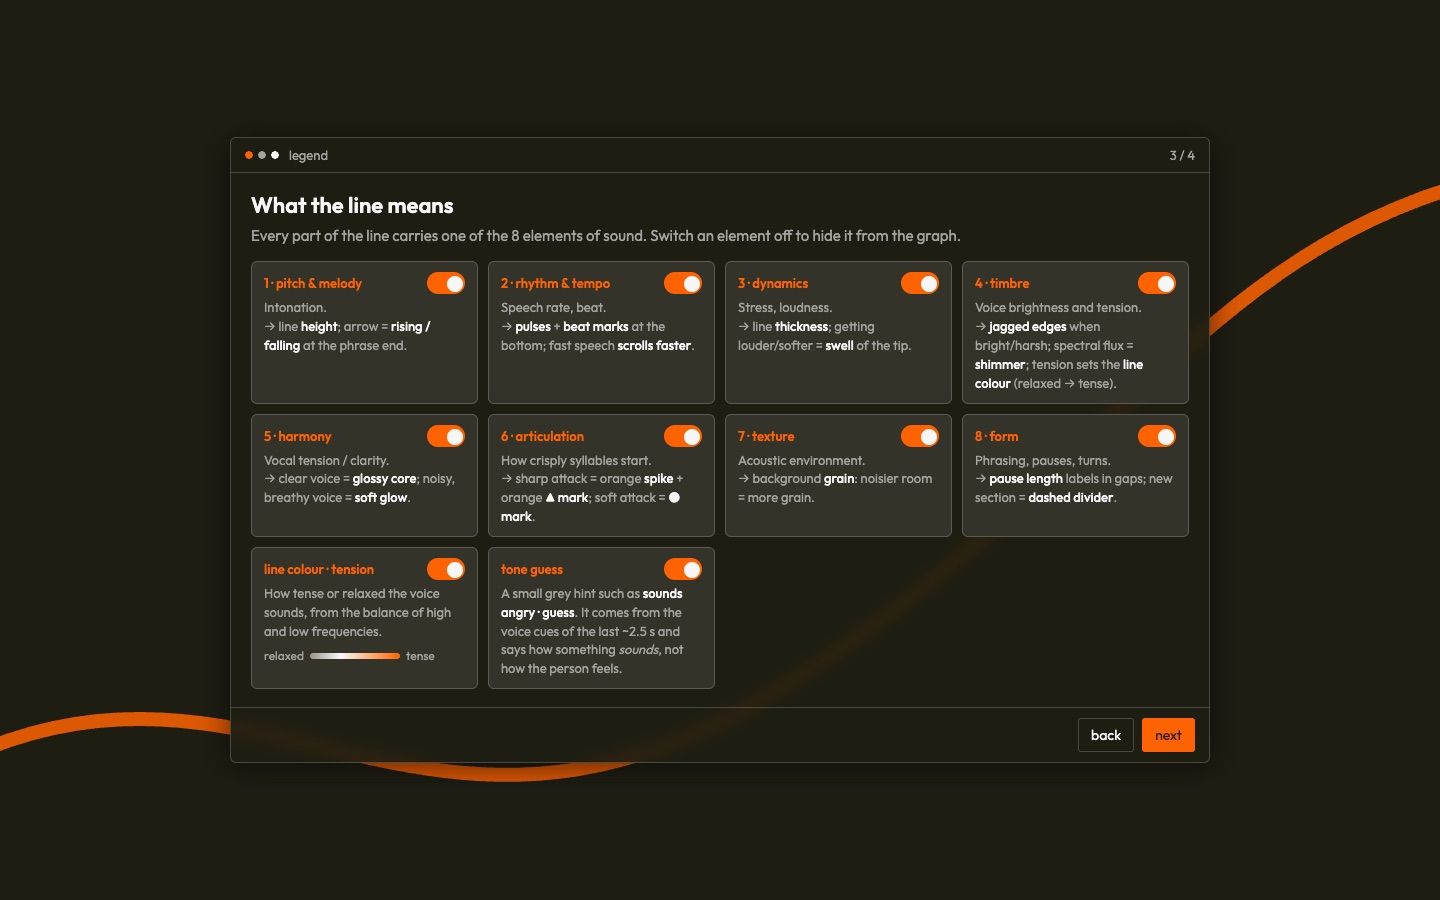 legend
3 / 4
What the line means
Every part of the line carries one of the 8 elements of sound. Switch an element off to hide it from the graph.
1 · pitch & melody
Intonation.
→ line height; arrow = rising /
falling at the phrase end.
2 · rhythm & tempo
Speech rate, beat.
→ pulses + beat marks at the
bottom; fast speech scrolls faster.
3 · dynamics
Stress, loudness.
→ line thickness; getting
louder/softer = swell of the tip.
4 · timbre
Voice brightness and tension.
→ jagged edges when
bright/harsh; spectral flux =
shimmer; tension sets the line
colour (relaxed → tense).
5 · harmony
Vocal tension / clarity.
→ clear voice = glossy core; noisy,
breathy voice = soft glow.
6 · articulation
How crisply syllables start.
→ sharp attack = orange spike +
orange ▲ mark; soft attack = ●
mark.
7 · texture
Acoustic environment.
→ background grain: noisier room
= more grain.
8 · form
Phrasing, pauses, turns.
→ pause length labels in gaps; new
section = dashed divider.
line colour · tension
How tense or relaxed the voice
sounds, from the balance of high
and low frequencies.
relaxed tense
tone guess
A small grey hint such as sounds
angry · guess. It comes from the
voice cues of the last ~2.5 s and
says how something sounds, not
how the person feels.
back
next